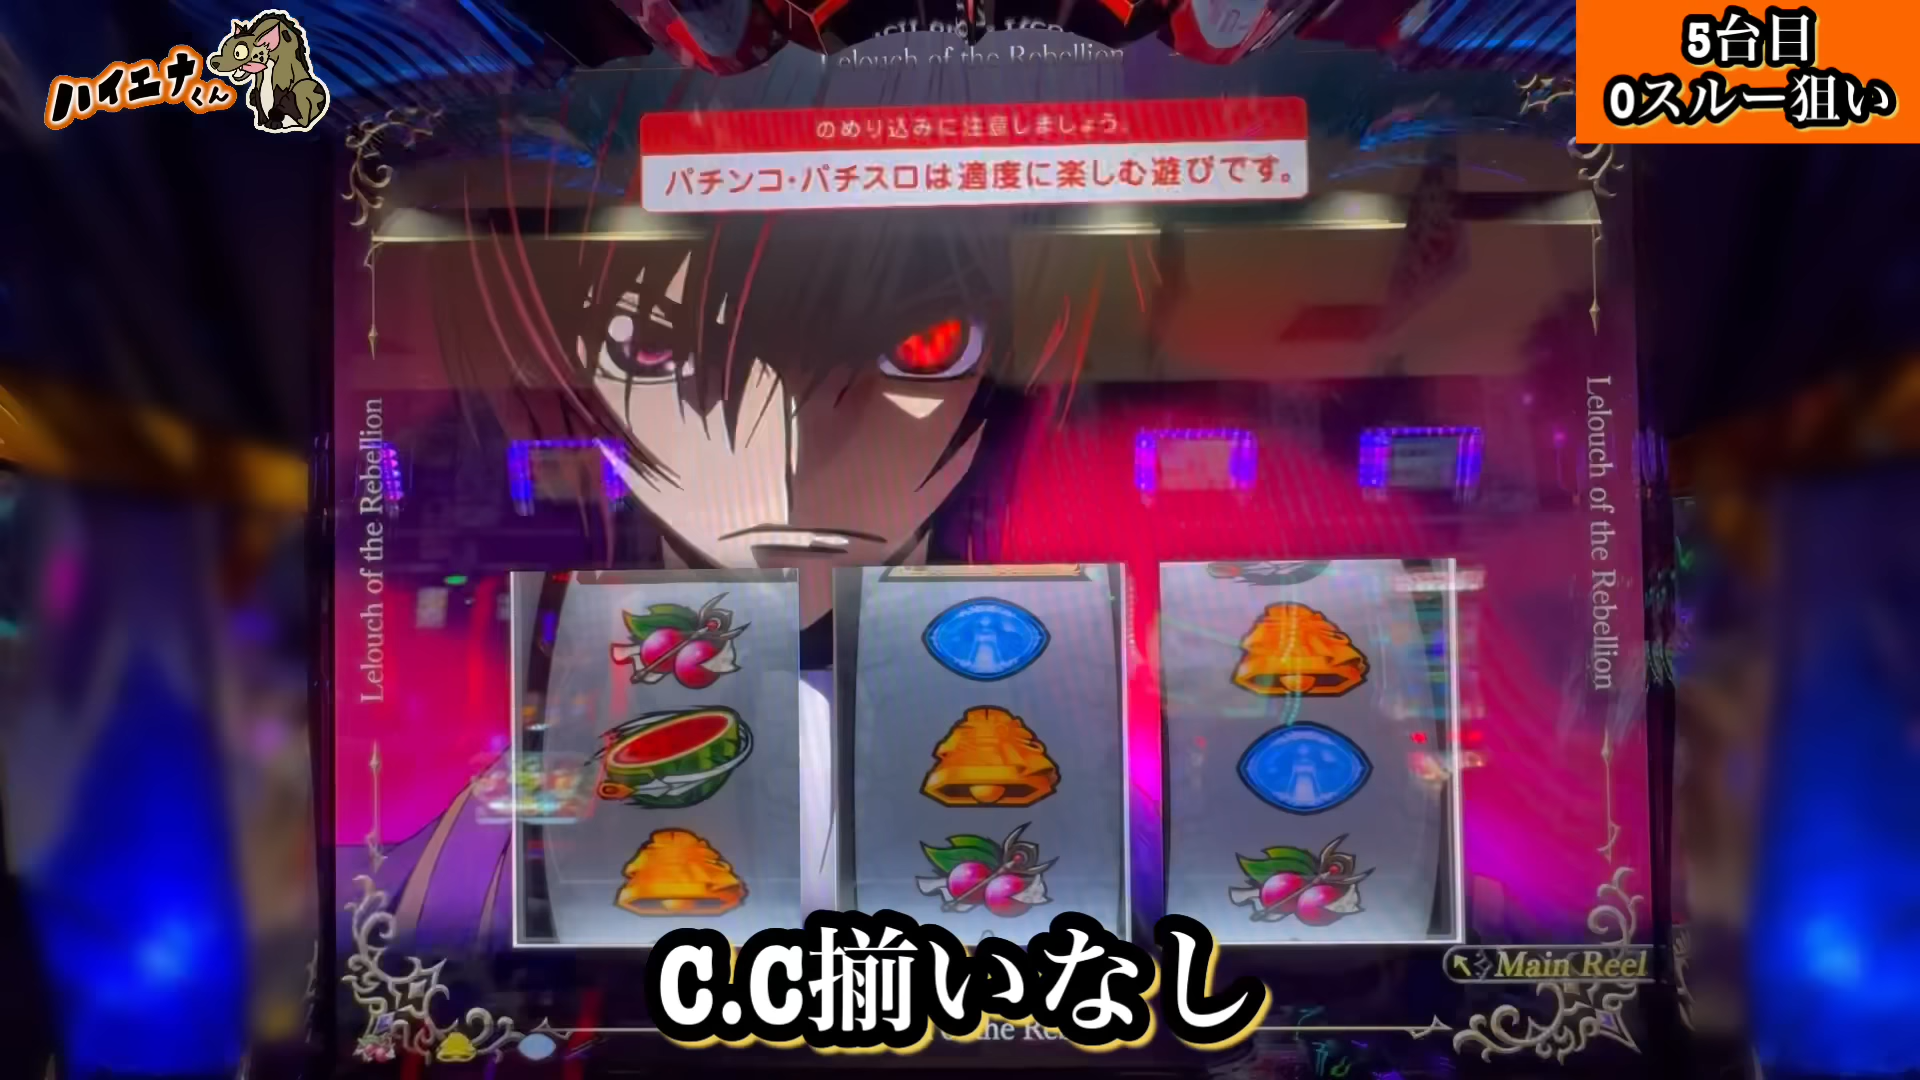 ハイエナくん
5台目
0スルー狙い
Lelouch of the Rebellion
のめり込みに注意しましょう。
パチンコ・パチスロは適度に楽しむ遊びです。
Lelouch of the Rebellion
Lelouch of the Rebellion
Main Reel
C.C揃いなし
the Re